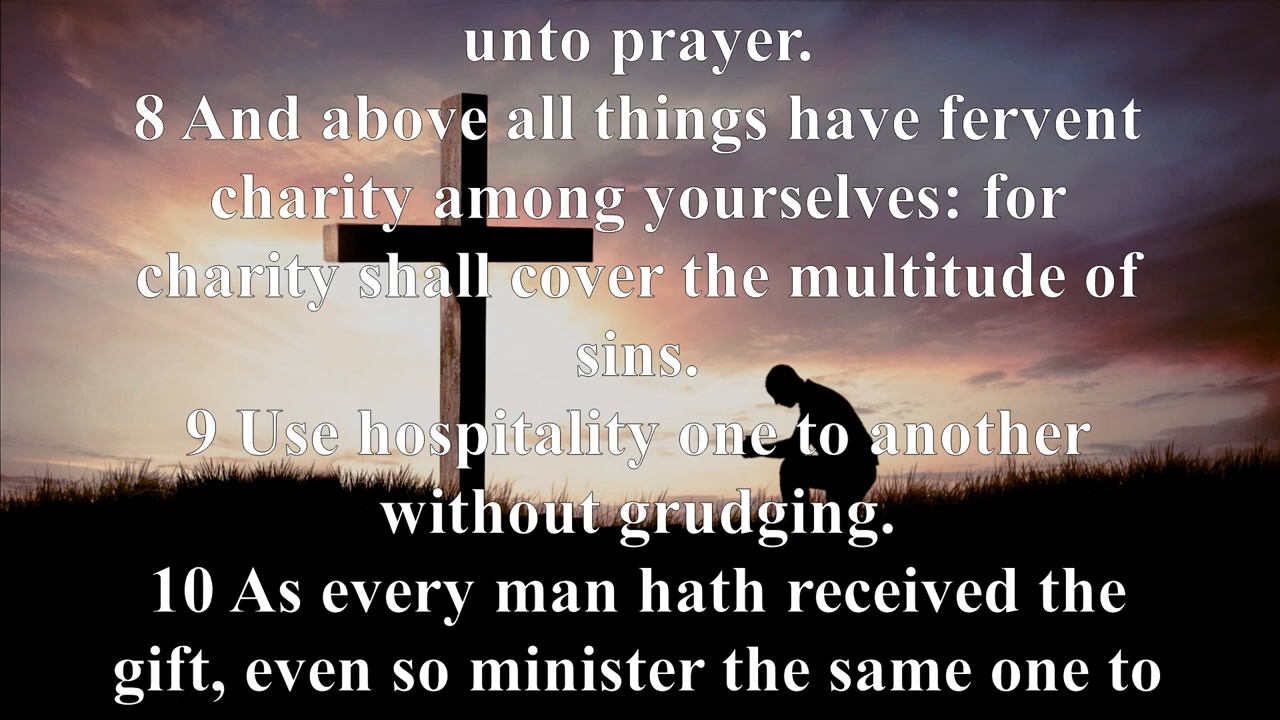 unto prayer.
8 And above all things have fervent
charity among yourselves: for
charity shall cover the multitude of
sins.
9 Use hospitality one to another
without grudging.
10 As every man hath received the
gift, even so minister the same one to